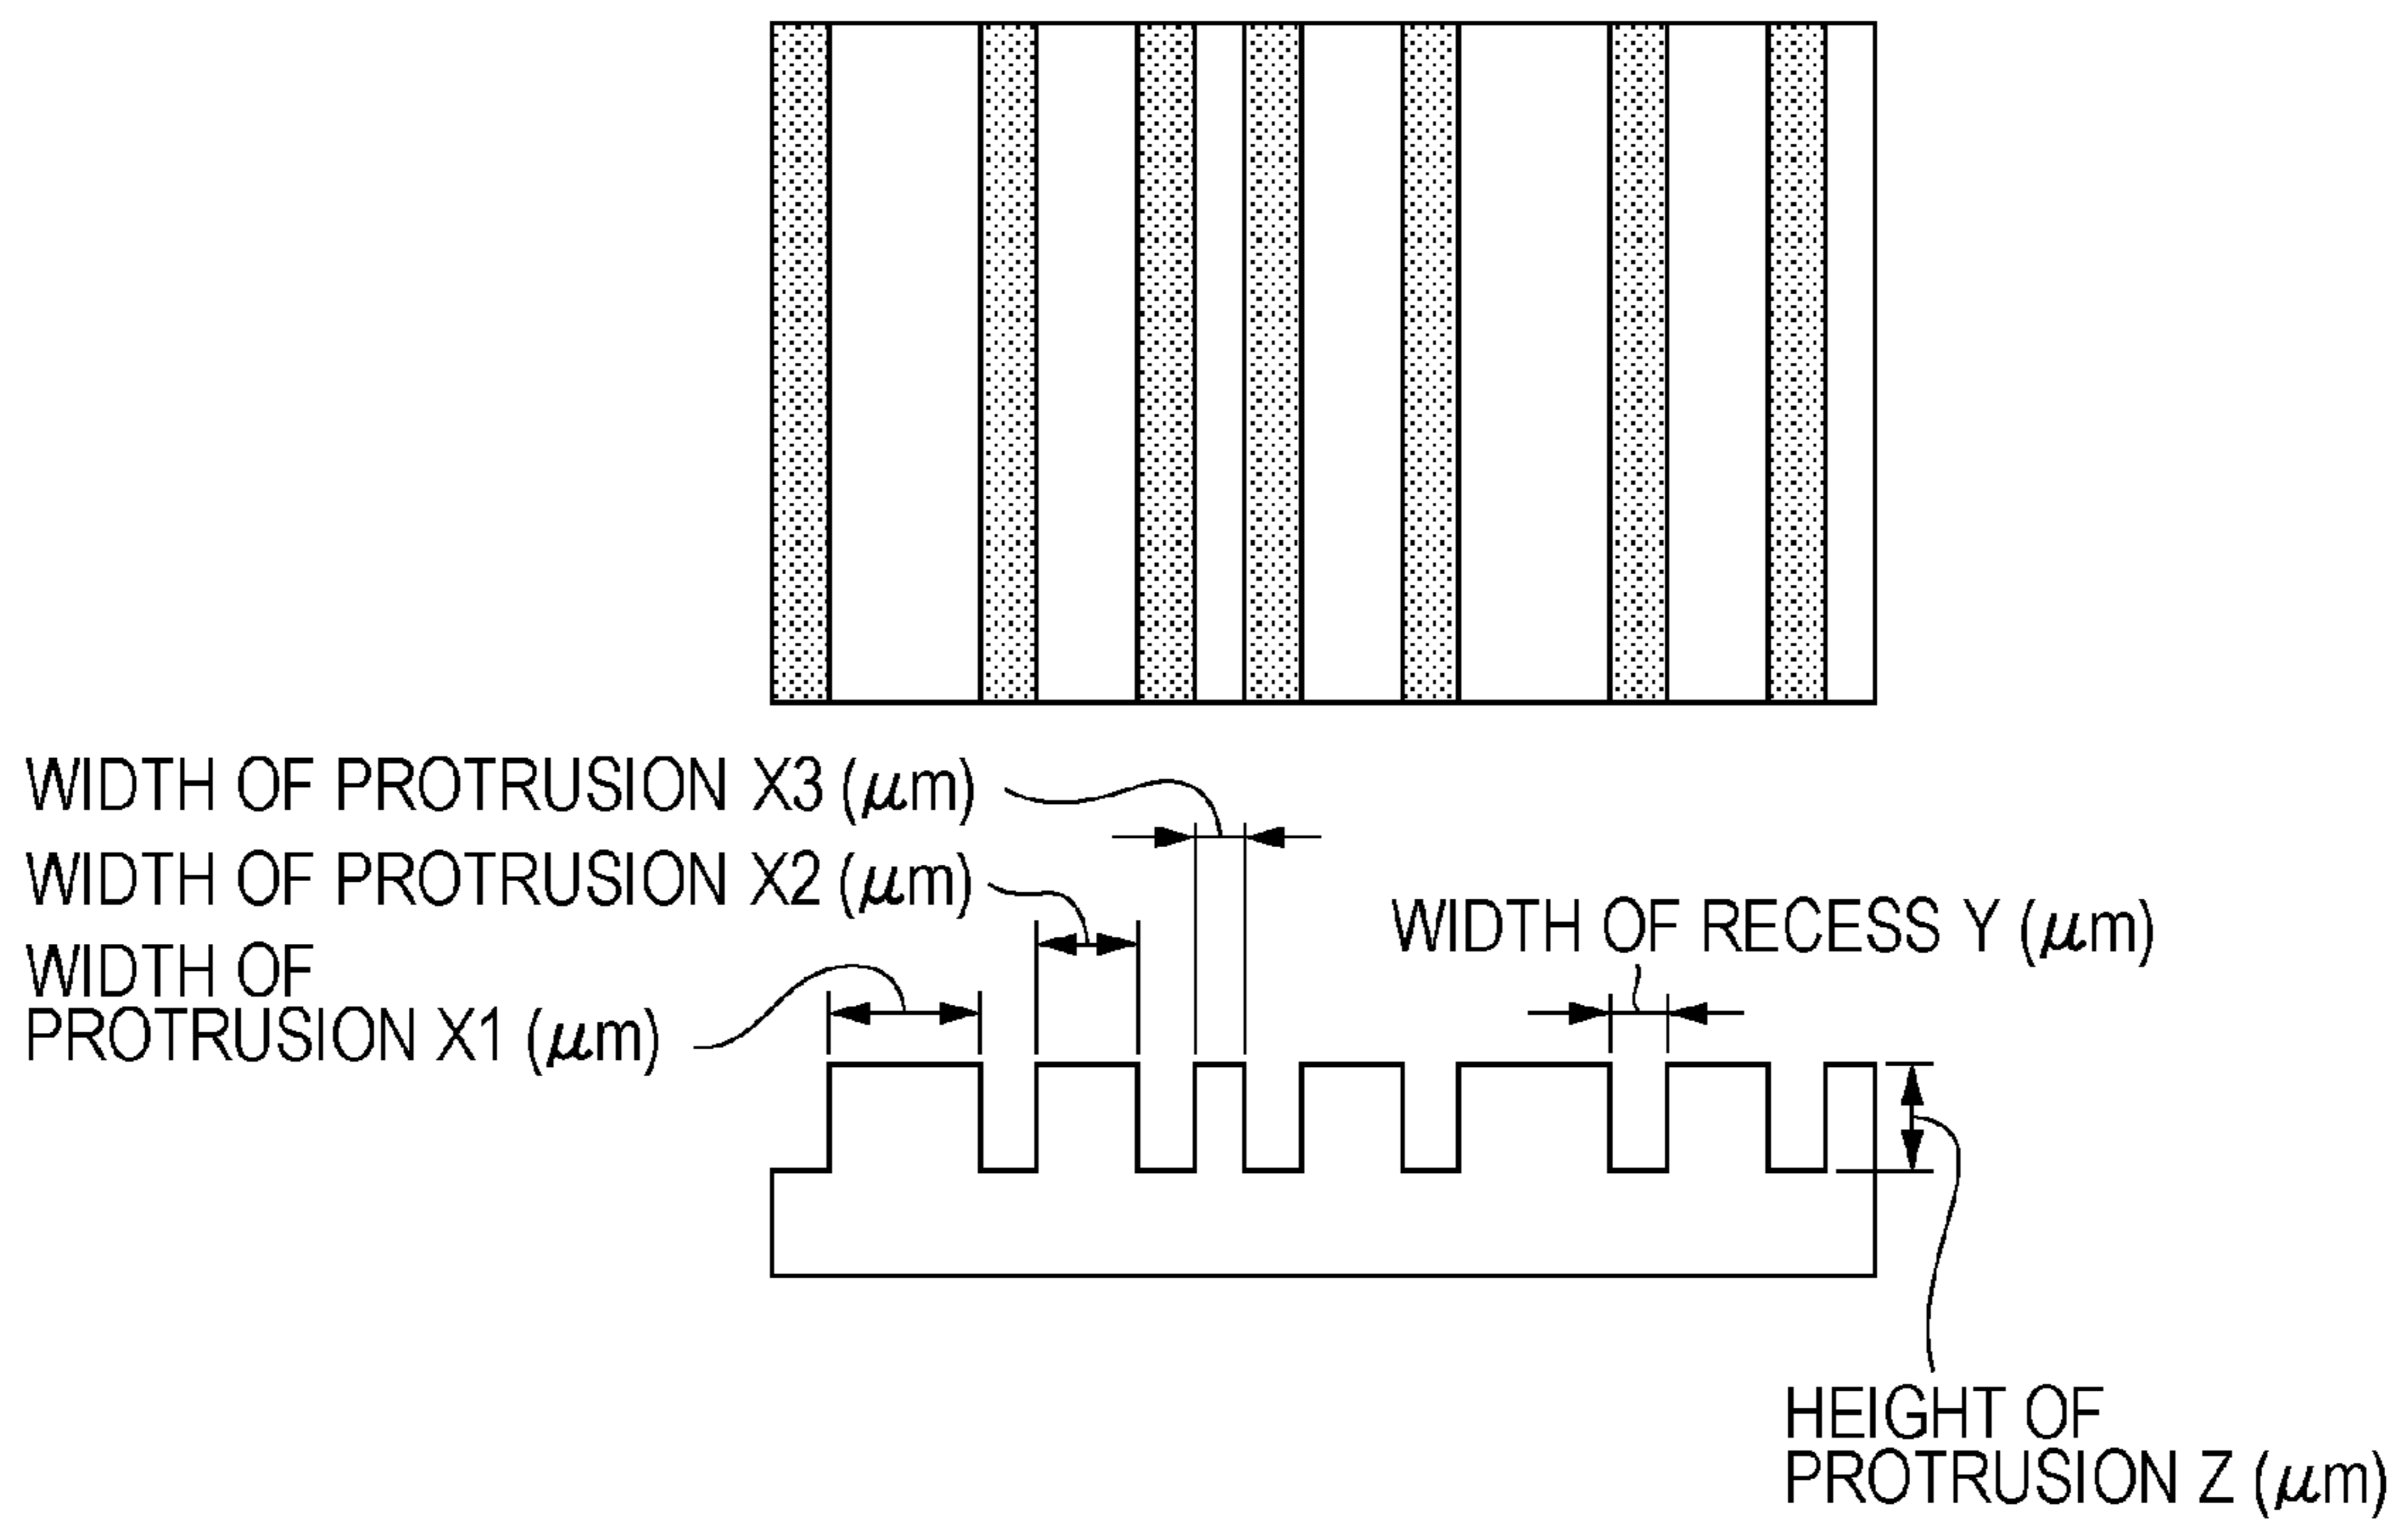 WIDTH OF PROTRUSION X3 (μm)
WIDTH OF PROTRUSION X2 (μm)
WIDTH OF
PROTRUSION X1 (μm)
WIDTH OF RECESS Y (μm)
HEIGHT OF
PROTRUSION Z (μm)